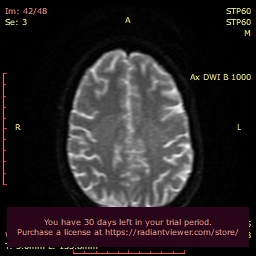 Im: 42/48
Se: 3
A
STP60
STP60
M
Ax DWI B 1000
R
L
You have 30 days left in your trial period.
Purchase a license at https://radiantviewer.com/store/